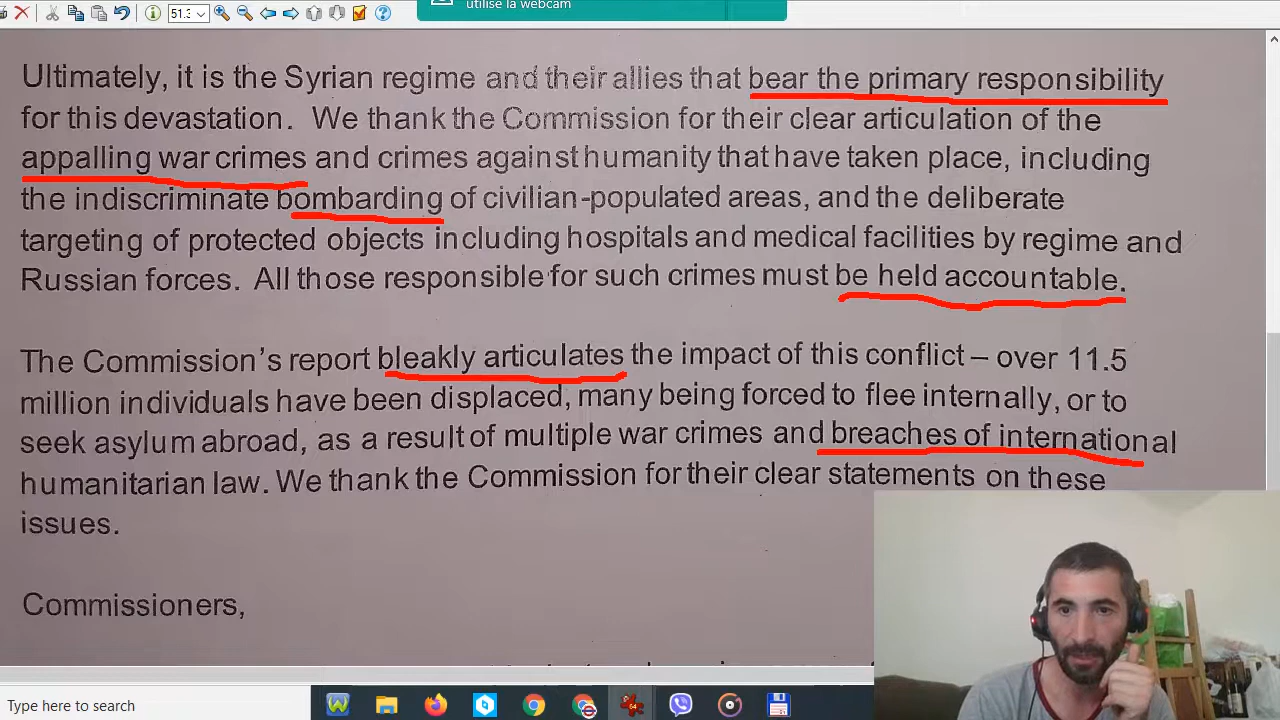 utilise la webcam
51.3
Ultimately, it is the Syrian regime and their allies that bear the primary responsibility
for this devastation. We thank the Commission for their clear articulation of the
appalling war crimes and crimes against humanity that have taken place, including
the indiscriminate bombarding of civilian-populated areas, and the deliberate
targeting of protected objects including hospitals and medical facilities by regime and
Russian forces. All those responsible for such crimes must be held accountable.
The Commission's report bleakly articulates the impact of this conflict – over 11.5
million individuals have been displaced, many being forced to flee internally, or to
seek asylum abroad, as a result of multiple war crimes and breaches of international
humanitarian law. We thank the Commission for their clear statements on these
issues.
Commissioners,
Type here to search
64